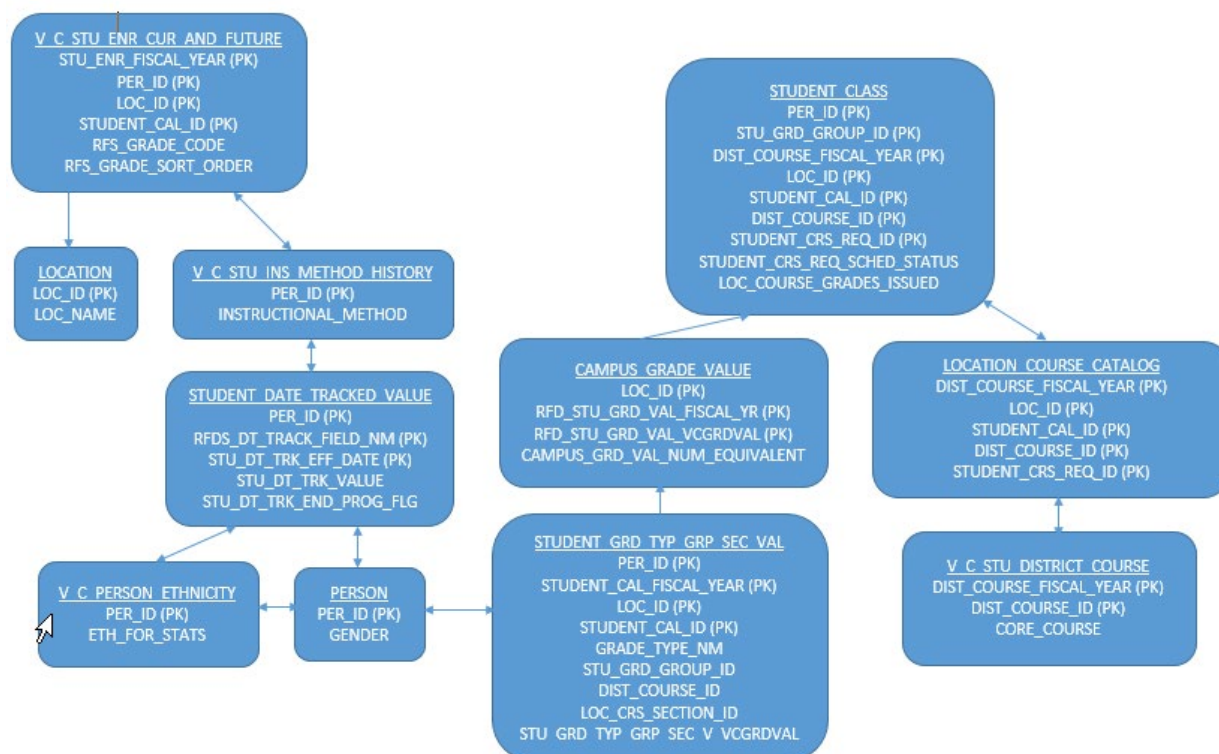 V_C_STU_ENR_CUR_AND_FUTURE
STU_ENR_FISCAL_YEAR (PK)
PER_ID (PK)
LOC_ID (PK)
STUDENT_CAL_ID (PK)
RFS_GRADE_CODE
RFS_GRADE_SORT_ORDER
LOCATION
LOC_ID (PK)
LOC_NAME
V_C_STU_INS_METHOD_HISTORY
PER_ID (PK)
INSTRUCTIONAL_METHOD
STUDENT_DATE_TRACKED_VALUE
PER_ID (PK)
RFDS_DT_TRACK_FIELD_NM (PK)
STU_DT_TRK_EFF_DATE (PK)
STU_DT_TRK_VALUE
STU_DT_TRK_END_PROG_FLG
V_C_PERSON_ETHNICITY
PER_ID (PK)
ETH_FOR_STATS
PERSON
PER_ID (PK)
GENDER
STUDENT_CLASS
PER_ID (PK)
STU_GRD_GROUP_ID (PK)
DIST_COURSE_FISCAL_YEAR (PK)
LOC_ID (PK)
STUDENT_CAL_ID (PK)
DIST_COURSE_ID (PK)
STUDENT_CRS_REQ_ID (PK)
STUDENT_CRS_REQ_SCHED_STATUS
LOC_COURSE_GRADES_ISSUED
CAMPUS_GRADE_VALUE
LOC_ID (PK)
RFD_STU_GRD_VAL_FISCAL_YR (PK)
RFD_STU_GRD_VAL_VCGRDVAL (PK)
CAMPUS_GRD_VAL_NUM_EQUIVALENT
STUDENT_GRD_TYP_GRP_SEC_VAL
PER_ID (PK)
STUDENT_CAL_FISCAL_YEAR (PK)
LOC_ID (PK)
STUDENT_CAL_ID (PK)
GRADE_TYPE_NM
STU_GRD_GROUP_ID
DIST_COURSE_ID
LOC_CRS_SECTION_ID
STU_GRD_TYP_GRP_SEC_V_VCGRDVAL
LOCATION_COURSE_CATALOG
DIST_COURSE_FISCAL_YEAR (PK)
LOC_ID (PK)
STUDENT_CAL_ID (PK)
DIST_COURSE_ID (PK)
STUDENT_CRS_REQ_ID (PK)
V_C_STU_DISTRICT_COURSE
DIST_COURSE_FISCAL_YEAR (PK)
DIST_COURSE_ID (PK)
CORE_COURSE